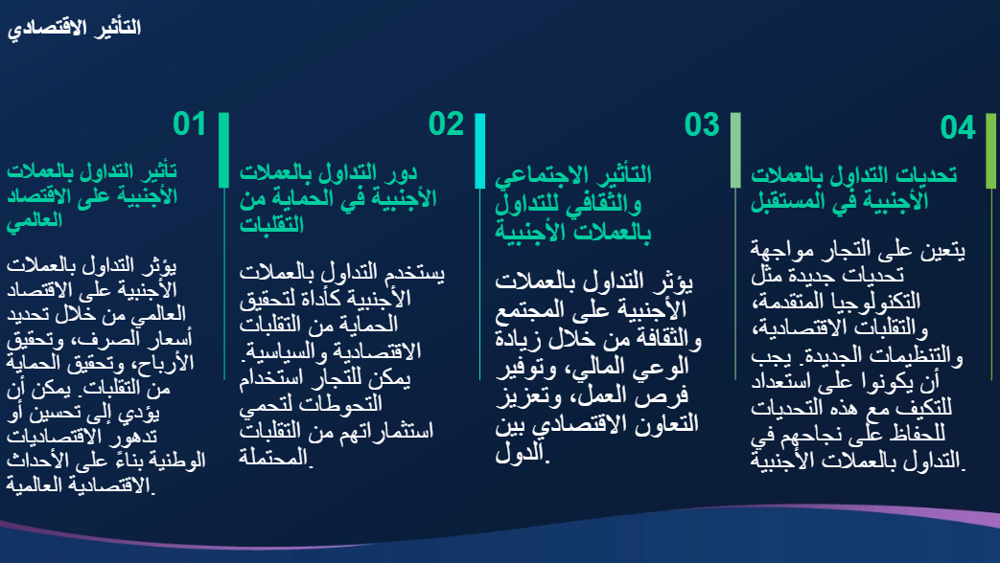 التأثير الاقتصادي
01
تأثير التداول بالعملات
الأجنبية على الاقتصاد
العالمي
يؤثر التداول بالعملات
الأجنبية على الاقتصاد
العالمي من خلال تحديد
أسعار الصرف، وتحقيق
الأرباح، وتحقيق الحماية
من التقلبات. يمكن أن
يؤدي إلى تحسين أو
تدهور الاقتصاديات
الوطنية بناءً على الأحداث
الاقتصادية العالمية.
02
دور التداول بالعملات
الأجنبية في الحماية من
التقلبات
يستخدم التداول بالعملات
الأجنبية كأداة لتحقيق
الحماية من التقلبات
الاقتصادية والسياسية.
يمكن للتجار استخدام
التحوطات لتحمي
استثماراتهم من التقلبات
المحتملة.
03
التأثير الاجتماعي
والثقافي للتداول
بالعملات الأجنبية
يؤثر التداول بالعملات
الأجنبية على المجتمع
والثقافة من خلال زيادة
الوعي المالي، وتوفير
فرص العمل، وتعزيز
التعاون الاقتصادي بين
الدول.
04
تحديات التداول بالعملات
الأجنبية في المستقبل
يتعين على التجار مواجهة
تحديات جديدة مثل
التكنولوجيا المتقدمة،
والتقلبات الاقتصادية،
والتنظيمات الجديدة. يجب
أن يكونوا على استعداد
للتكيف مع هذه التحديات
للحفاظ على نجاحهم في
التداول بالعملات الأجنبية.